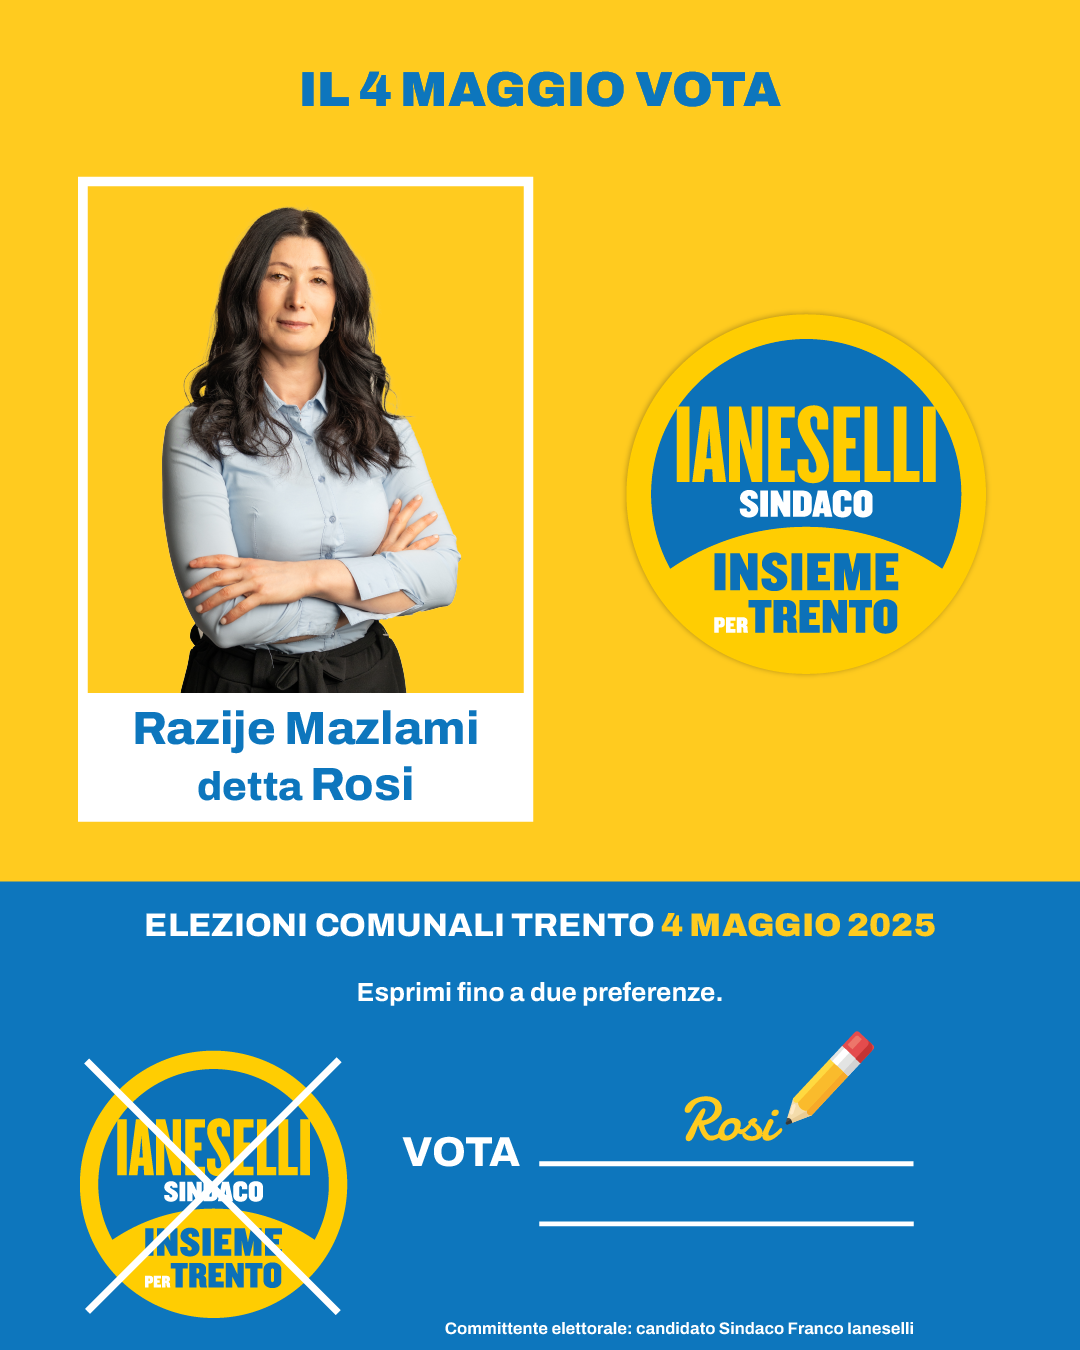 IL 4 MAGGIO VOTA
IANESELLI
SINDACO
INSIEME
PER TRENTO
Razije Mazlami
detta Rosi
ELEZIONI COMUNALI TRENTO 4 MAGGIO 2025
Esprimi fino a due preferenze.
IANESELLI
SINDACO
INSIEME
PER TRENTO
VOTA Rosi
Committente elettorale: candidato Sindaco Franco Ianeselli